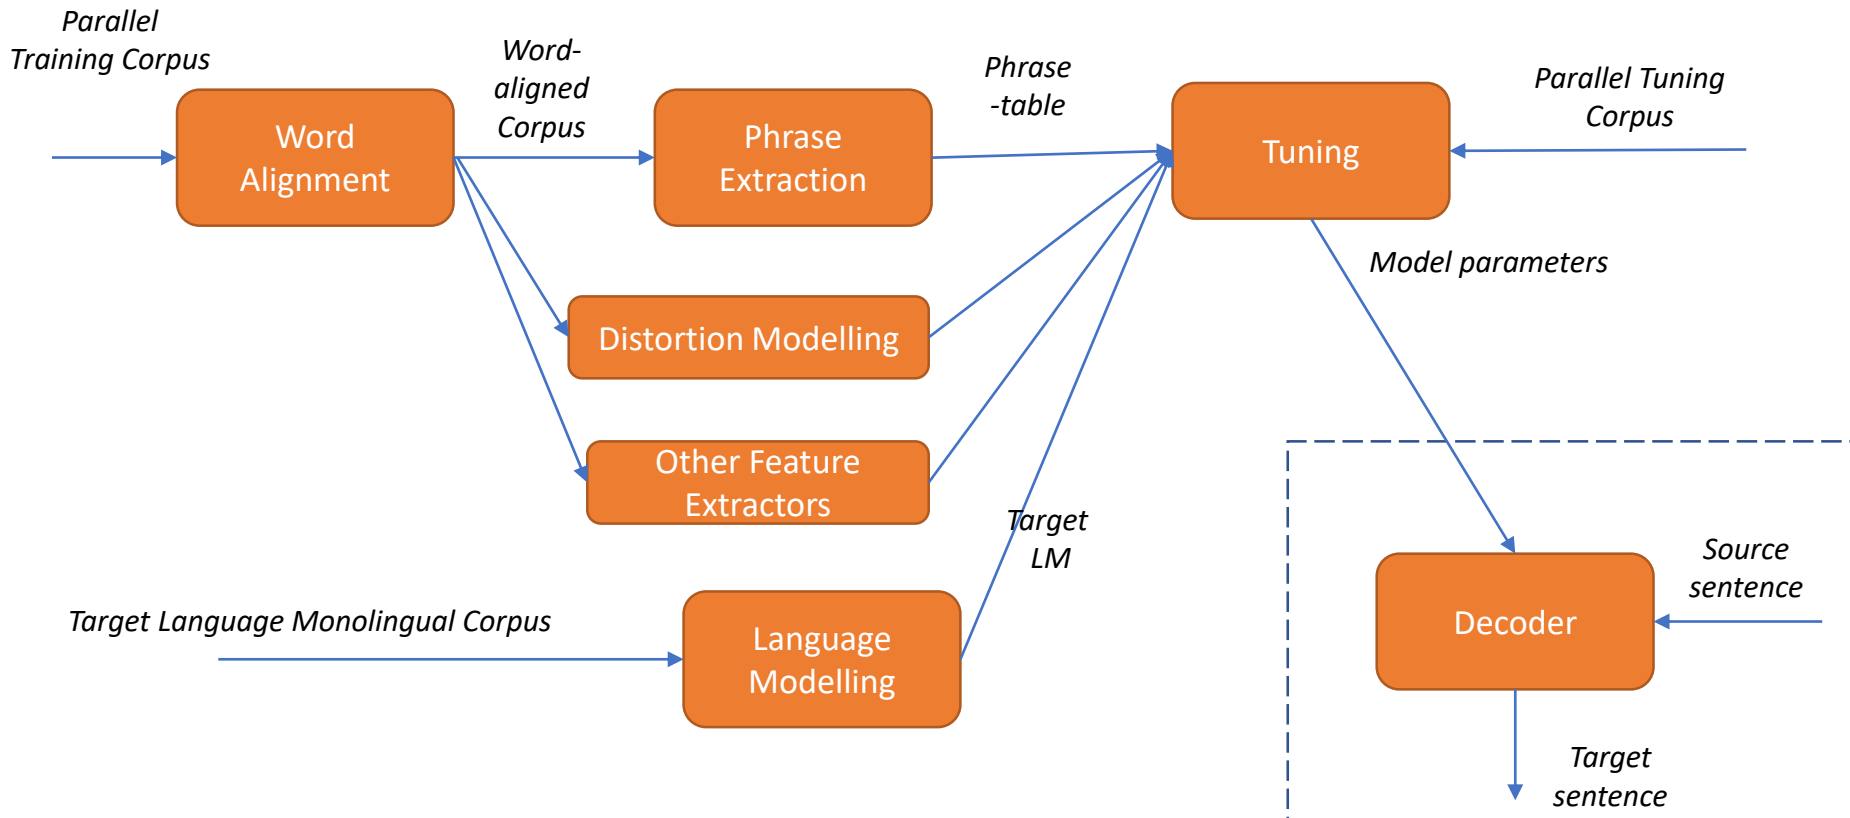 Parallel
Training Corpus
Word-
aligned
Corpus
Phrase
-table
Parallel Tuning
Corpus
Word
Alignment
Phrase
Extraction
Tuning
Model parameters
Distortion Modelling
Other Feature
Extractors
Target
LM
Target Language Monolingual Corpus
Language
Modelling
Source
sentence
Decoder
Target
sentence